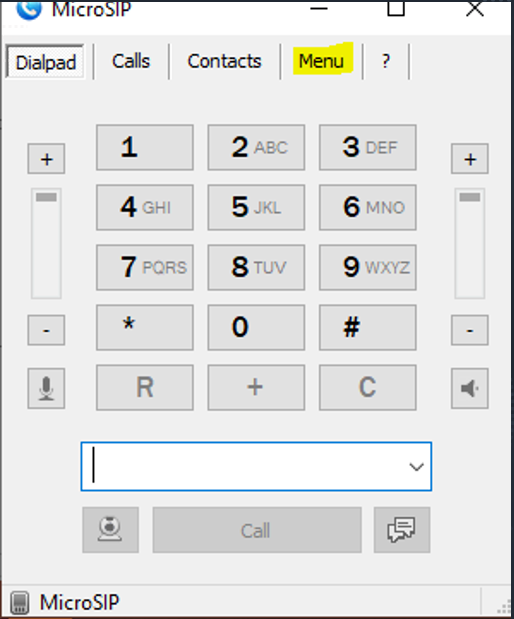 MicroSIP
Dialpad Calls Contacts Menu ?
+ 1 2 ABC 3 DEF +
4 GHI 5 JKL 6 MNO
7 PQRS 8 TUV 9 WXYZ
- * 0 # -
R + C
Call
MicroSIP